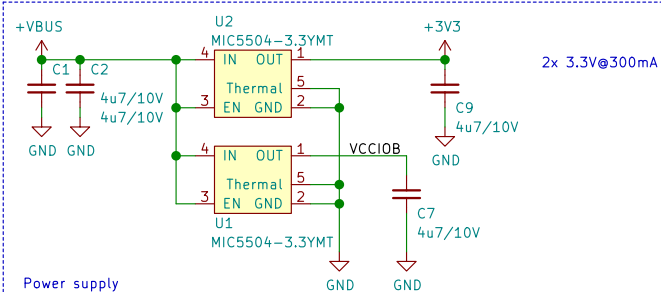 U2
MIC5504-3.3YMT
+VBUS
+3V3
2x 3.3V@300mA
C1 C2
4u7/10V
4u7/10V
4 IN OUT 1
Thermal 5
3 EN GND 2
C9
4u7/10V
GND GND
GND
4 IN OUT 1
VCCIOB
Thermal 5
3 EN GND 2
U1
MIC5504-3.3YMT
C7
4u7/10V
GND
GND
Power supply